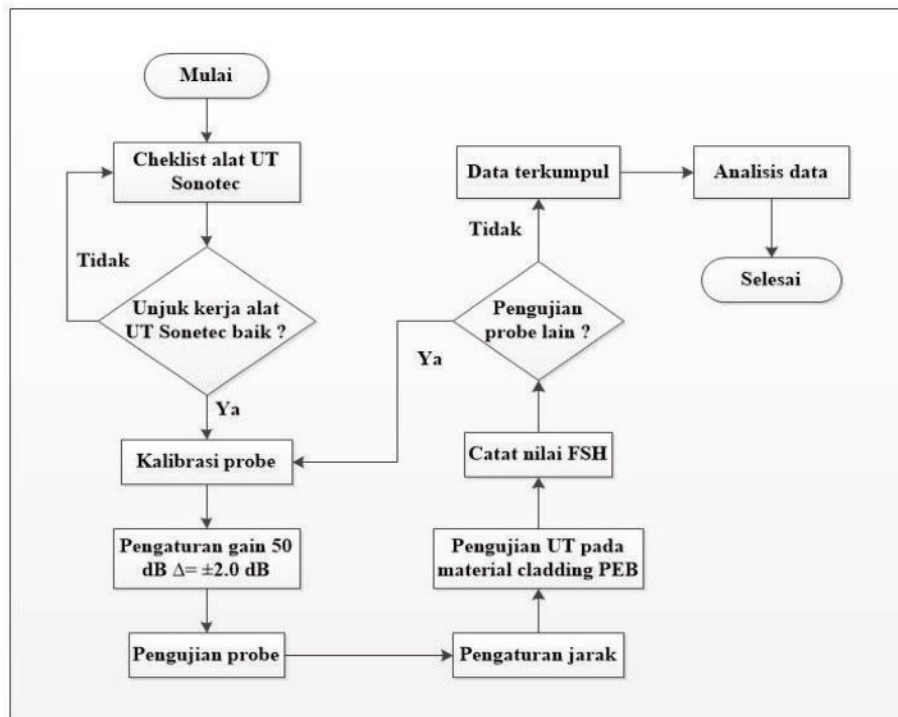 Mulai
Cheklist alat UT
Sonotec
Tidak
Unjuk kerja alat
UT Sonetec baik ?
Ya
Kalibrasi probe
Pengaturan gain 50
dB Δ= ±2.0 dB
Pengujian probe
Pengaturan jarak
Pengujian UT pada
material cladding PEB
Catat nilai FSH
Pengujian
probe lain ?
Ya
Tidak
Data terkumpul
Analisis data
Selesai